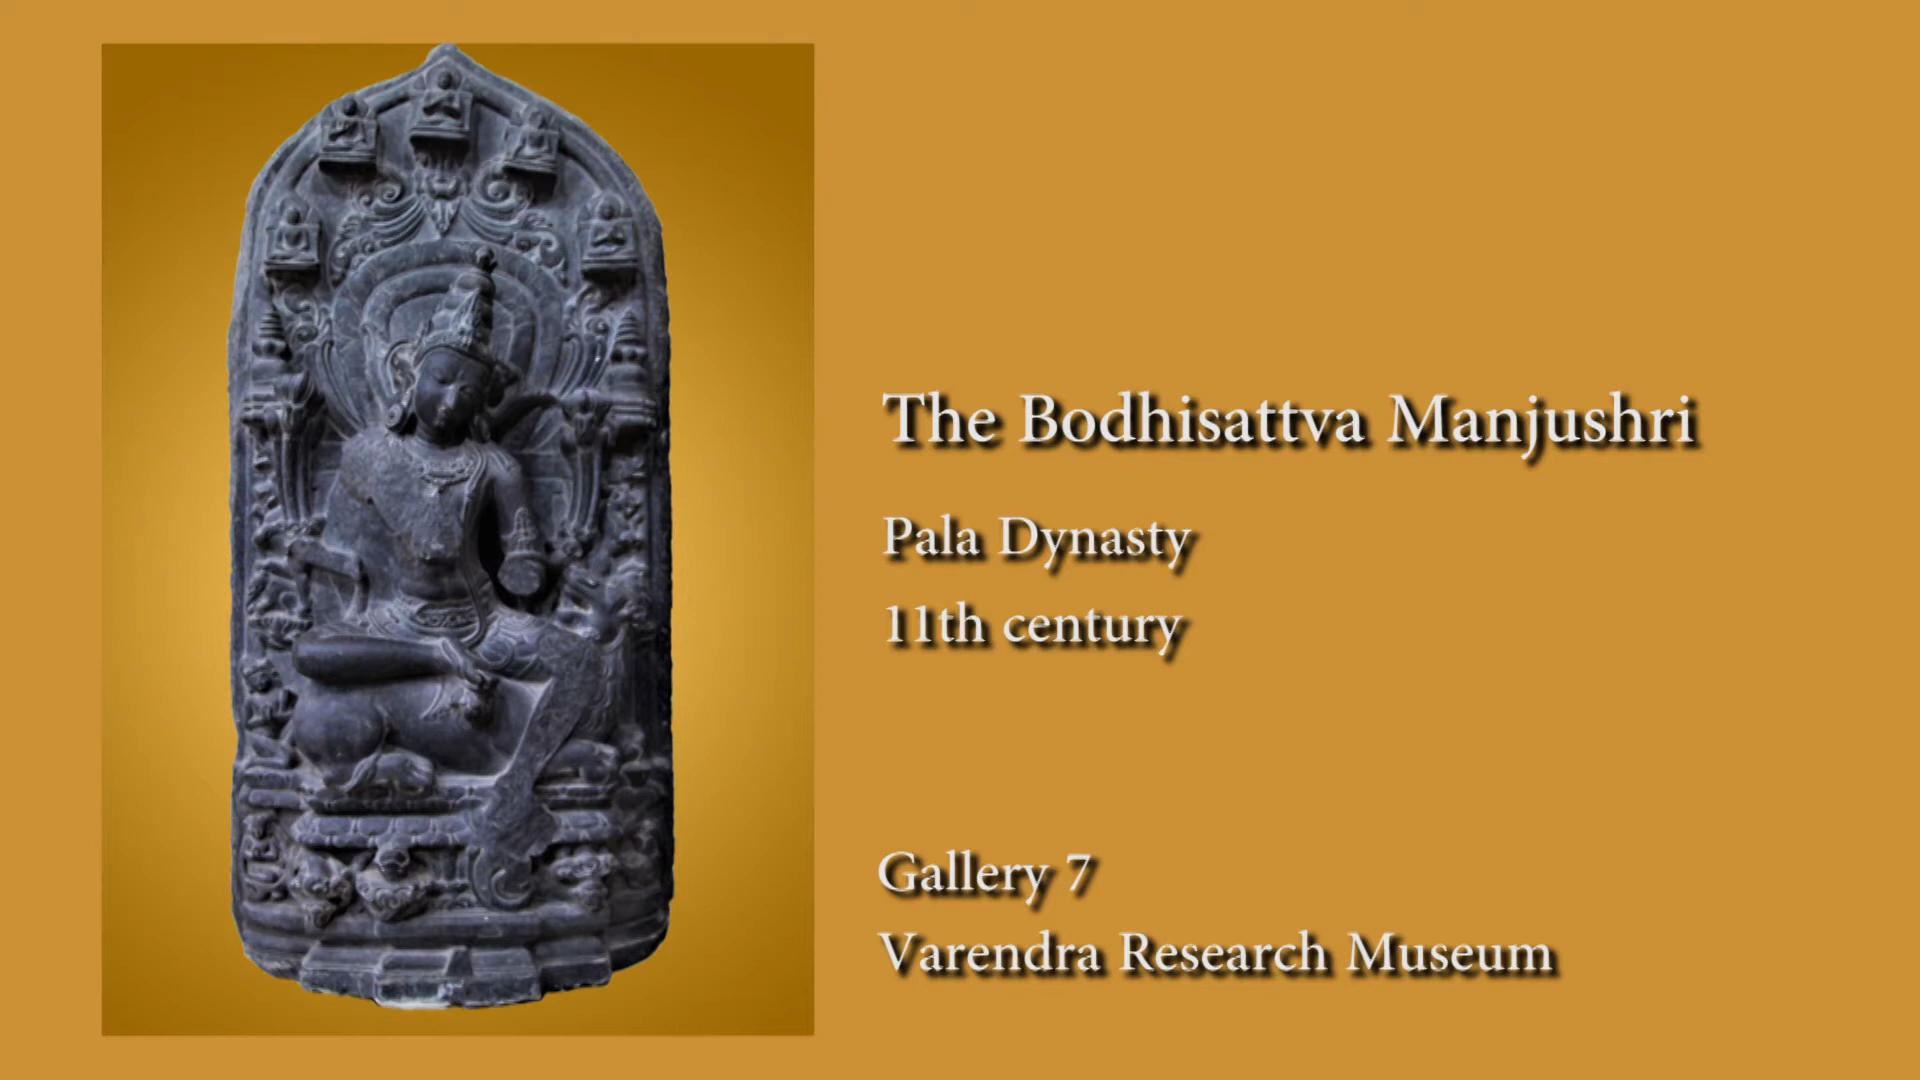 The Bodhisattva Manjushri
Pala Dynasty
11th century
Gallery 7
Varendra Research Museum